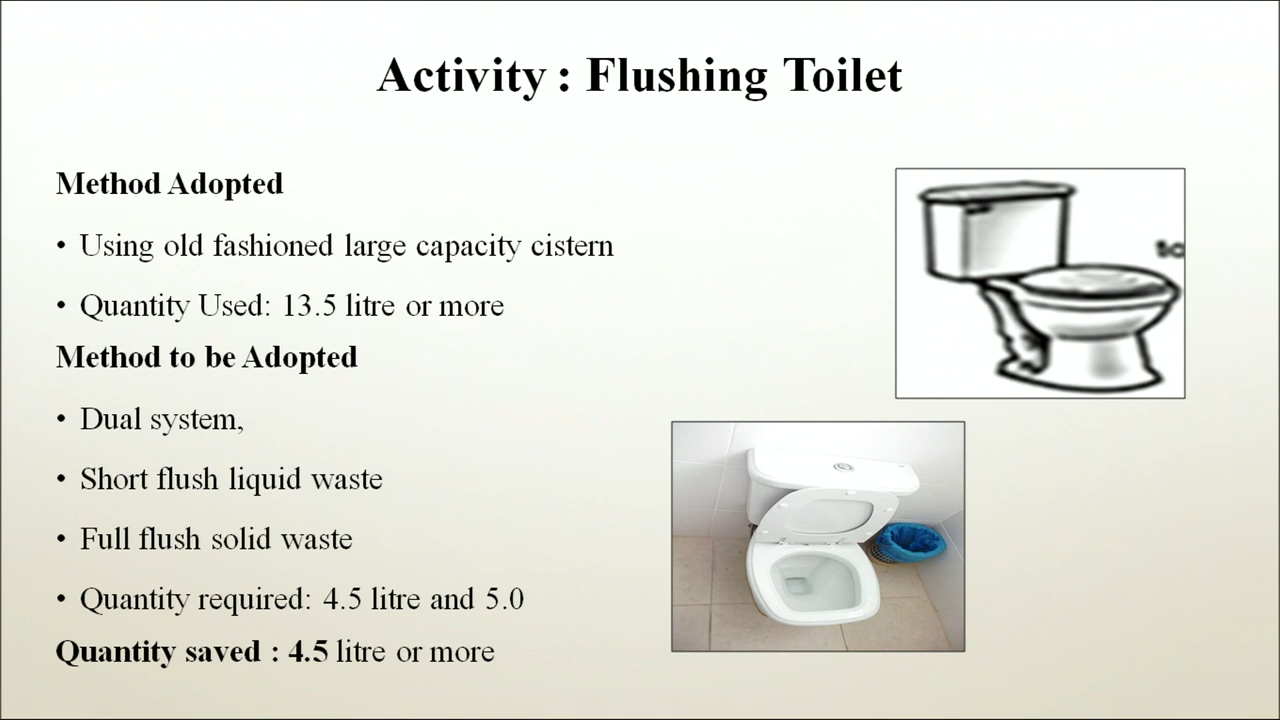 Activity : Flushing Toilet
Method Adopted
• Using old fashioned large capacity cistern
• Quantity Used: 13.5 litre or more
Method to be Adopted
• Dual system,
• Short flush liquid waste
• Full flush solid waste
• Quantity required: 4.5 litre and 5.0
Quantity saved : 4.5 litre or more